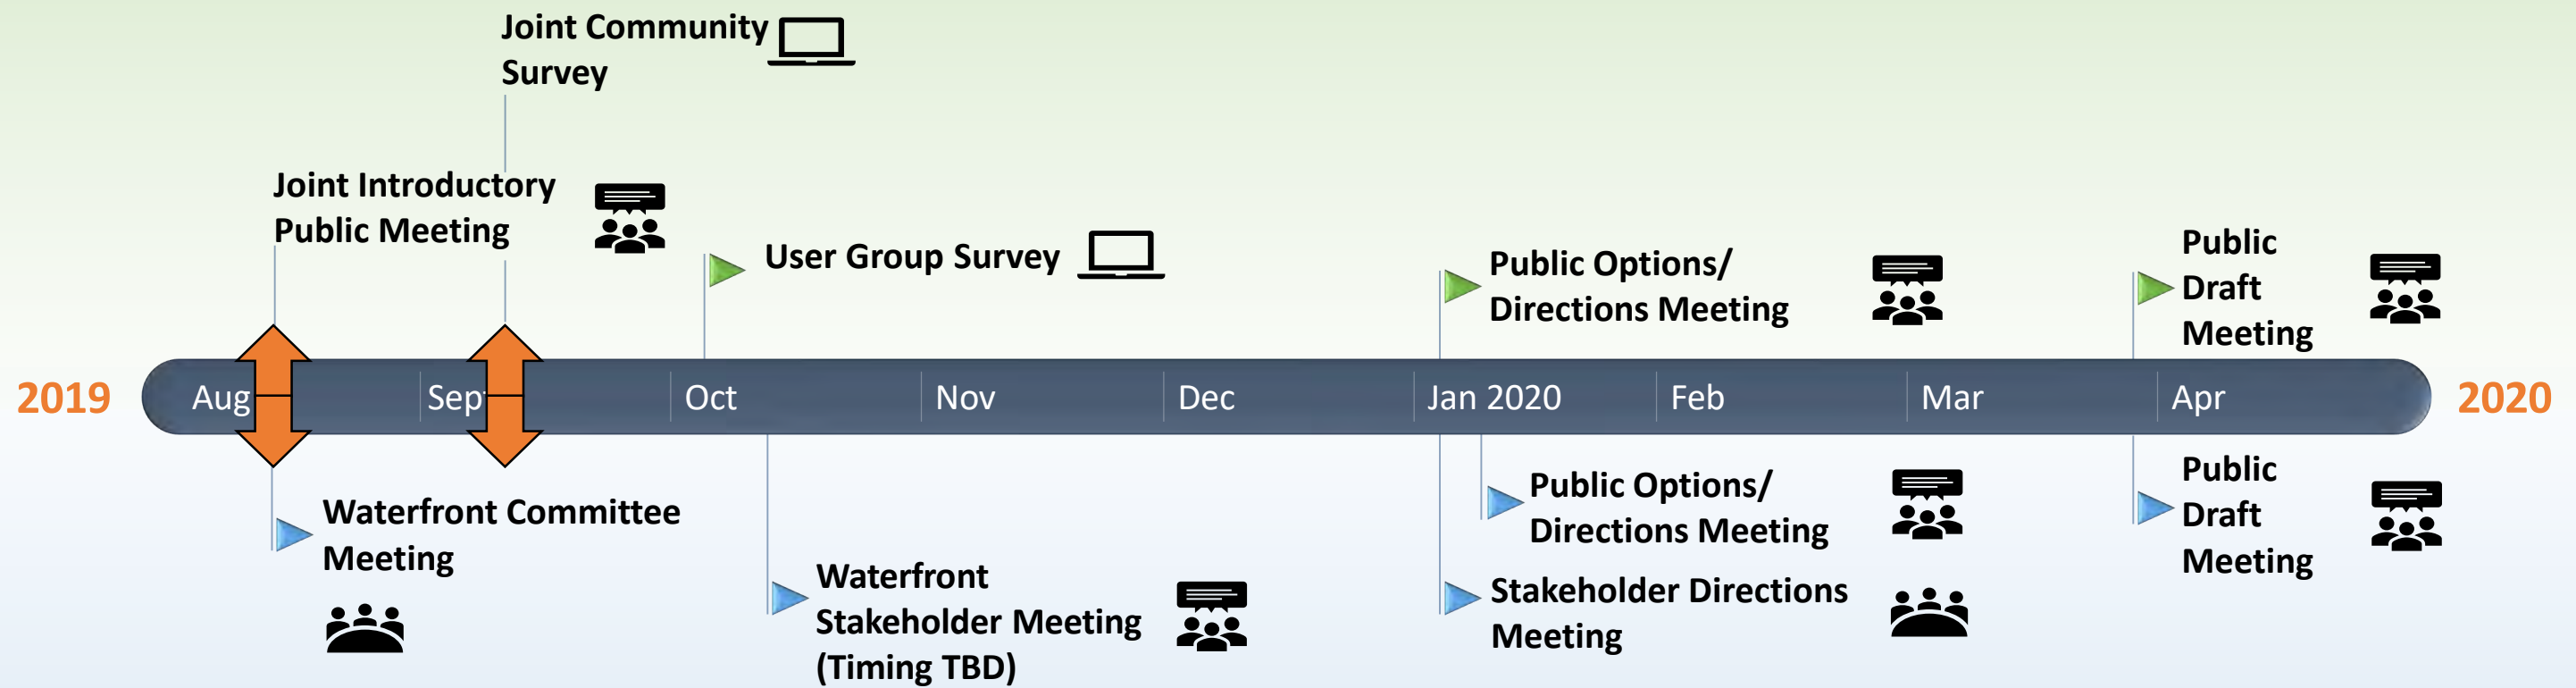 Joint Community
Survey
Joint Introductory
Public Meeting
User Group Survey
Public Options/
Directions Meeting
Public
Draft
Meeting
2019
Aug
Sept
Oct
Nov
Dec
Jan 2020
Feb
Mar
Apr
2020
Waterfront Committee
Meeting
Waterfront
Stakeholder Meeting
(Timing TBD)
Public Options/
Directions Meeting
Stakeholder Directions
Meeting
Public
Draft
Meeting